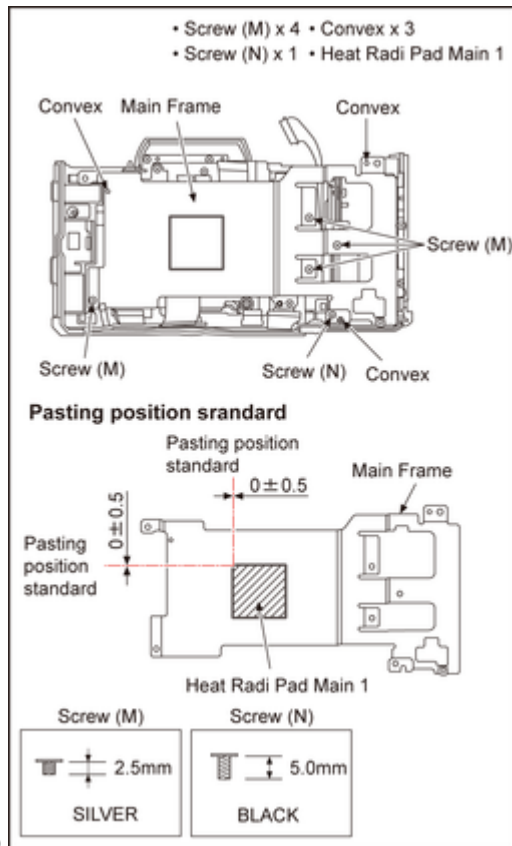 • Screw (M) x 4 • Convex x 3
• Screw (N) x 1 • Heat Radi Pad Main 1
Convex Main Frame Convex
Screw (M)
Screw (M) Screw (N) Convex
Pasting position srandard
Pasting position
standard
0±0.5
Main Frame
0±0.5
Pasting
position
standard
Heat Radi Pad Main 1
Screw (M) Screw (N)
2.5mm 5.0mm
SILVER BLACK